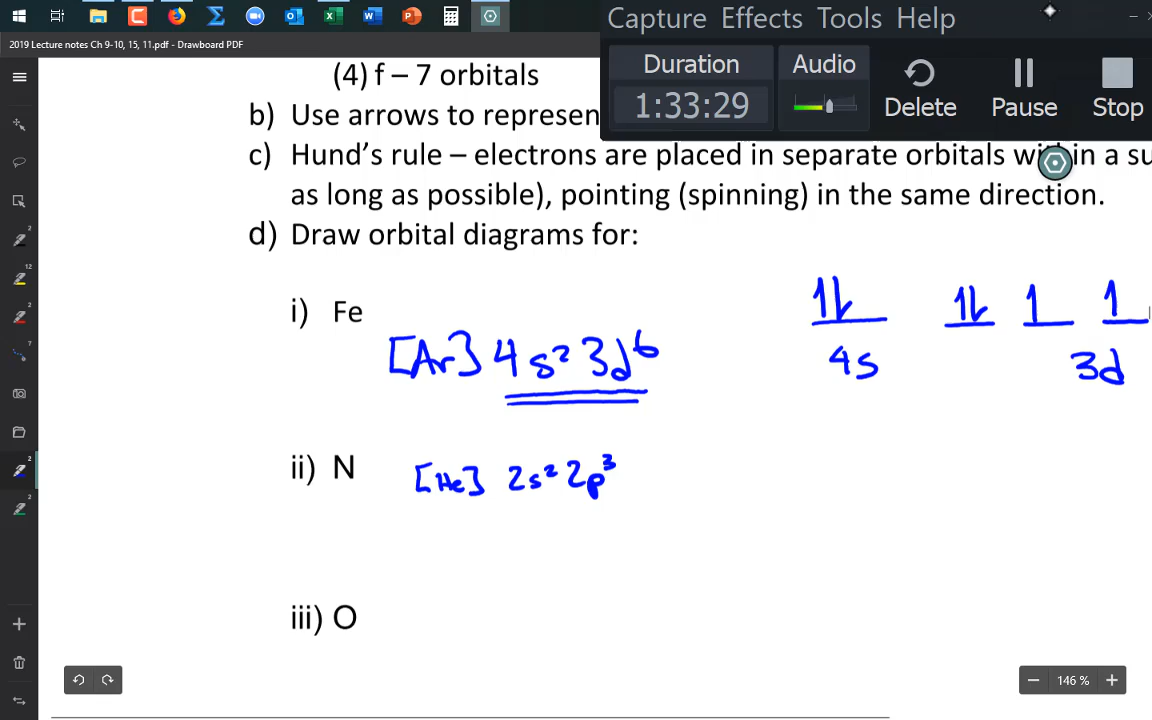 2019 Lecture notes Ch 9-10, 15, 11.pdf - Drawboard PDF
Capture Effects Tools Help
Duration
1:33:29
Audio
Delete
Pause
Stop
(4) f – 7 orbitals
b) Use arrows to represen
c) Hund's rule – electrons are placed in separate orbitals within a su
as long as possible), pointing (spinning) in the same direction.
d) Draw orbital diagrams for:
i) Fe
[Ar] 4s² 3d⁶
4s
3d
ii) N [He] 2s² 2p³
iii) O
146 %